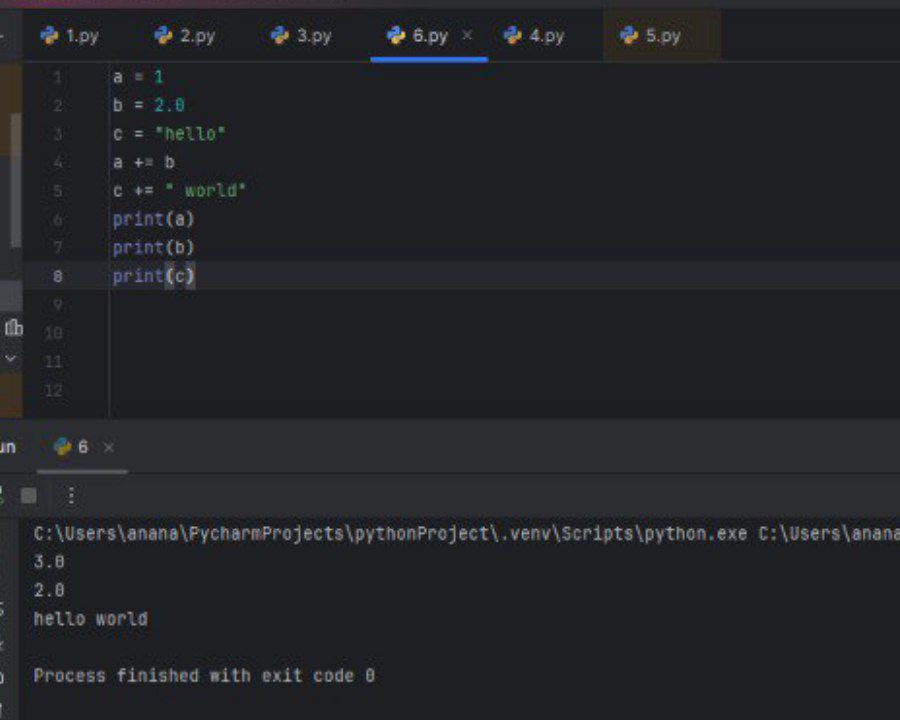 1.py 2.py 3.py 6.py × 4.py 5.py
1 a = 1
2 b = 2.0
3 c = "hello"
4 a += b
5 c += " world"
6 print(a)
7 print(b)
8 print(c)
9
10
11
12
un 6 ×
C:\Users\anana\PycharmProjects\pythonProject\.venv\Scripts\python.exe C:\Users\anana
3.0
2.0
hello world
Process finished with exit code 0